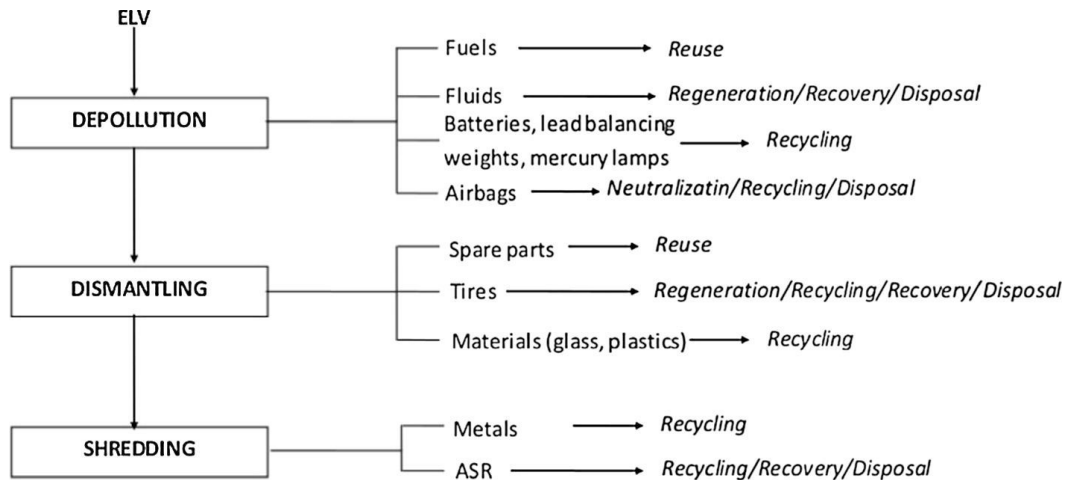 ELV
DEPOLLUTION
Fuels
Reuse
Fluids
Regeneration/Recovery/Disposal
Batteries, lead balancing
weights, mercury lamps
Recycling
Airbags
Neutralizatin/Recycling/Disposal
DISMANTLING
Spare parts
Reuse
Tires
Regeneration/Recycling/Recovery/Disposal
Materials (glass, plastics)
Recycling
SHREDDING
Metals
Recycling
ASR
Recycling/Recovery/Disposal